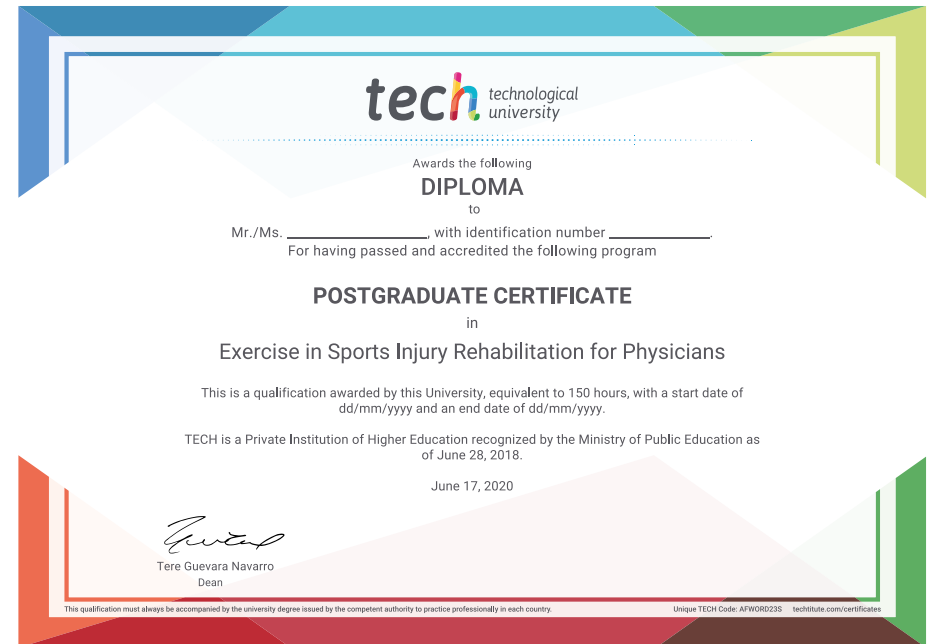 tech technological
university
Awards the following
DIPLOMA
to
Mr./Ms. ____________________, with identification number ______________.
For having passed and accredited the following program
POSTGRADUATE CERTIFICATE
in
Exercise in Sports Injury Rehabilitation for Physicians
This is a qualification awarded by this University, equivalent to 150 hours, with a start date of
dd/mm/yyyy and an end date of dd/mm/yyyy.
TECH is a Private Institution of Higher Education recognized by the Ministry of Public Education as
of June 28, 2018.
June 17, 2020
Tere Guevara Navarro
Dean
This qualification must always be accompanied by the university degree issued by the competent authority to practice professionally in each country. Unique TECH Code: AFWORD23S techtitute.com/certificates